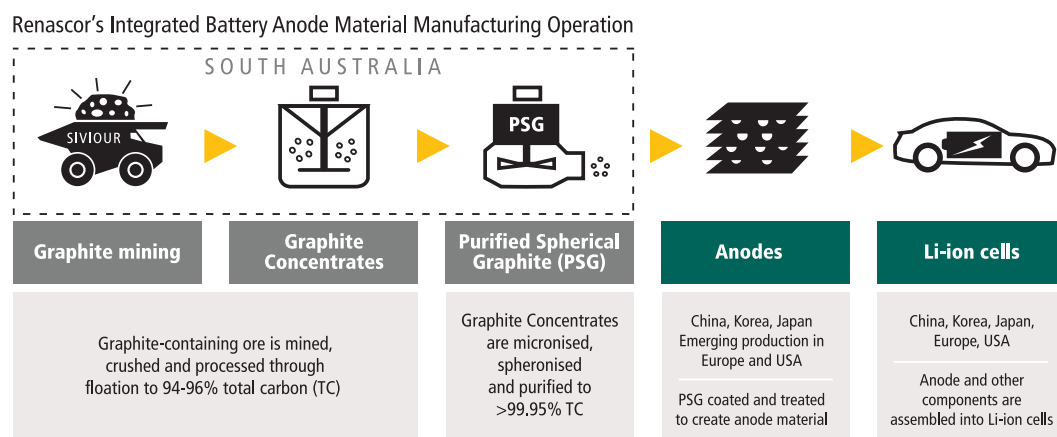 Renascor's Integrated Battery Anode Material Manufacturing Operation
SOUTH AUSTRALIA
SIVIOUR
PSG
Graphite mining
Graphite
Concentrates
Purified Spherical
Graphite (PSG)
Anodes
Li-ion cells
Graphite-containing ore is mined,
crushed and processed through
floation to 94-96% total carbon (TC)
Graphite Concentrates
are micronised,
spheronised
and purified to
>99.95% TC
China, Korea, Japan
Emerging production in
Europe and USA
PSG coated and treated
to create anode material
China, Korea, Japan,
Europe, USA
Anode and other
components are
assembled into Li-ion cells